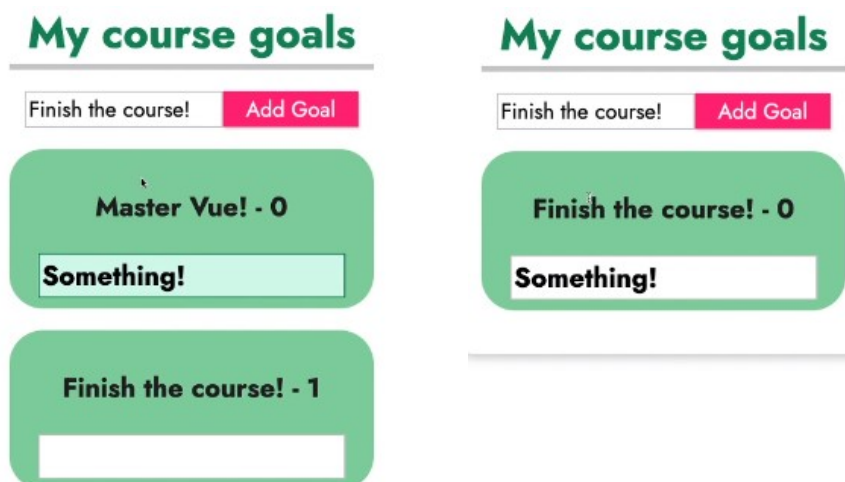 My course goals
Finish the course! Add Goal
Master Vue! - 0
Something!
Finish the course! - 1
My course goals
Finish the course! Add Goal
Finish the course! - 0
Something!